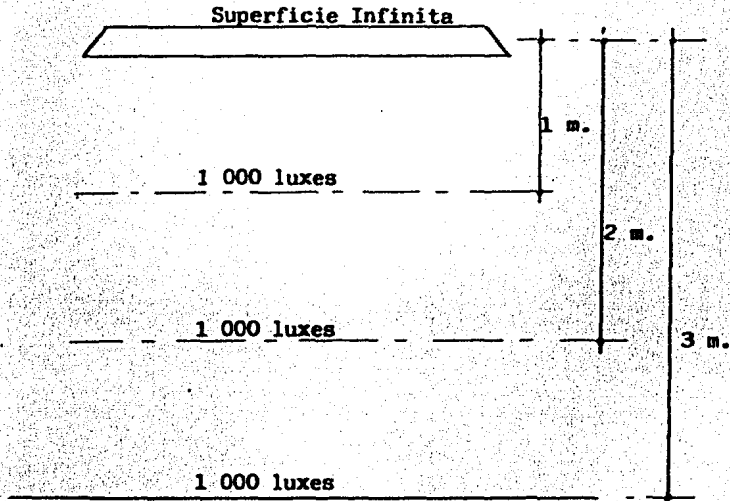 Superficie Infinita
1 m.
1 000 luxes
2 m.
1 000 luxes
3 m.
1 000 luxes